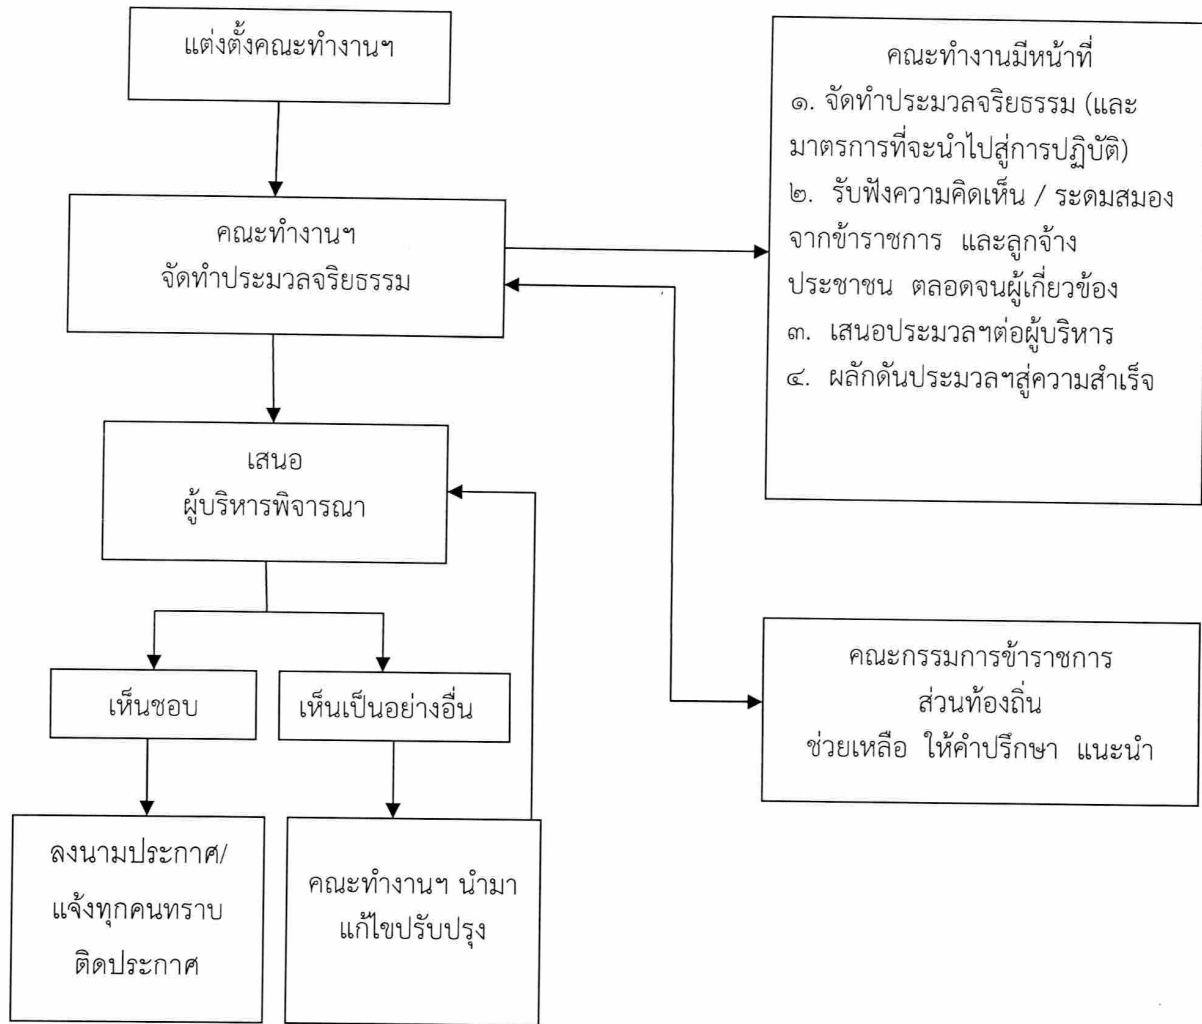 แต่งตั้งคณะทำงานฯ
คณะทำงานฯ
จัดทำประมวลจริยธรรม
คณะทำงานมีหน้าที่
๑. จัดทำประมวลจริยธรรม (และ
มาตรการที่จะนำไปสู่การปฏิบัติ)
๒. รับฟังความคิดเห็น / ระดมสมอง
จากข้าราชการ และลูกจ้าง
ประชาชน ตลอดจนผู้เกี่ยวข้อง
๓. เสนอประมวลฯต่อผู้บริหาร
๔. ผลักดันประมวลฯสู่ความสำเร็จ
เสนอ
ผู้บริหารพิจารณา
คณะกรรมการข้าราชการ
ส่วนท้องถิ่น
ช่วยเหลือ ให้คำปรึกษา แนะนำ
เห็นชอบ
เห็นเป็นอย่างอื่น
ลงนามประกาศ/
แจ้งทุกคนทราบ
ติดประกาศ
คณะทำงานฯ นำมา
แก้ไขปรับปรุง